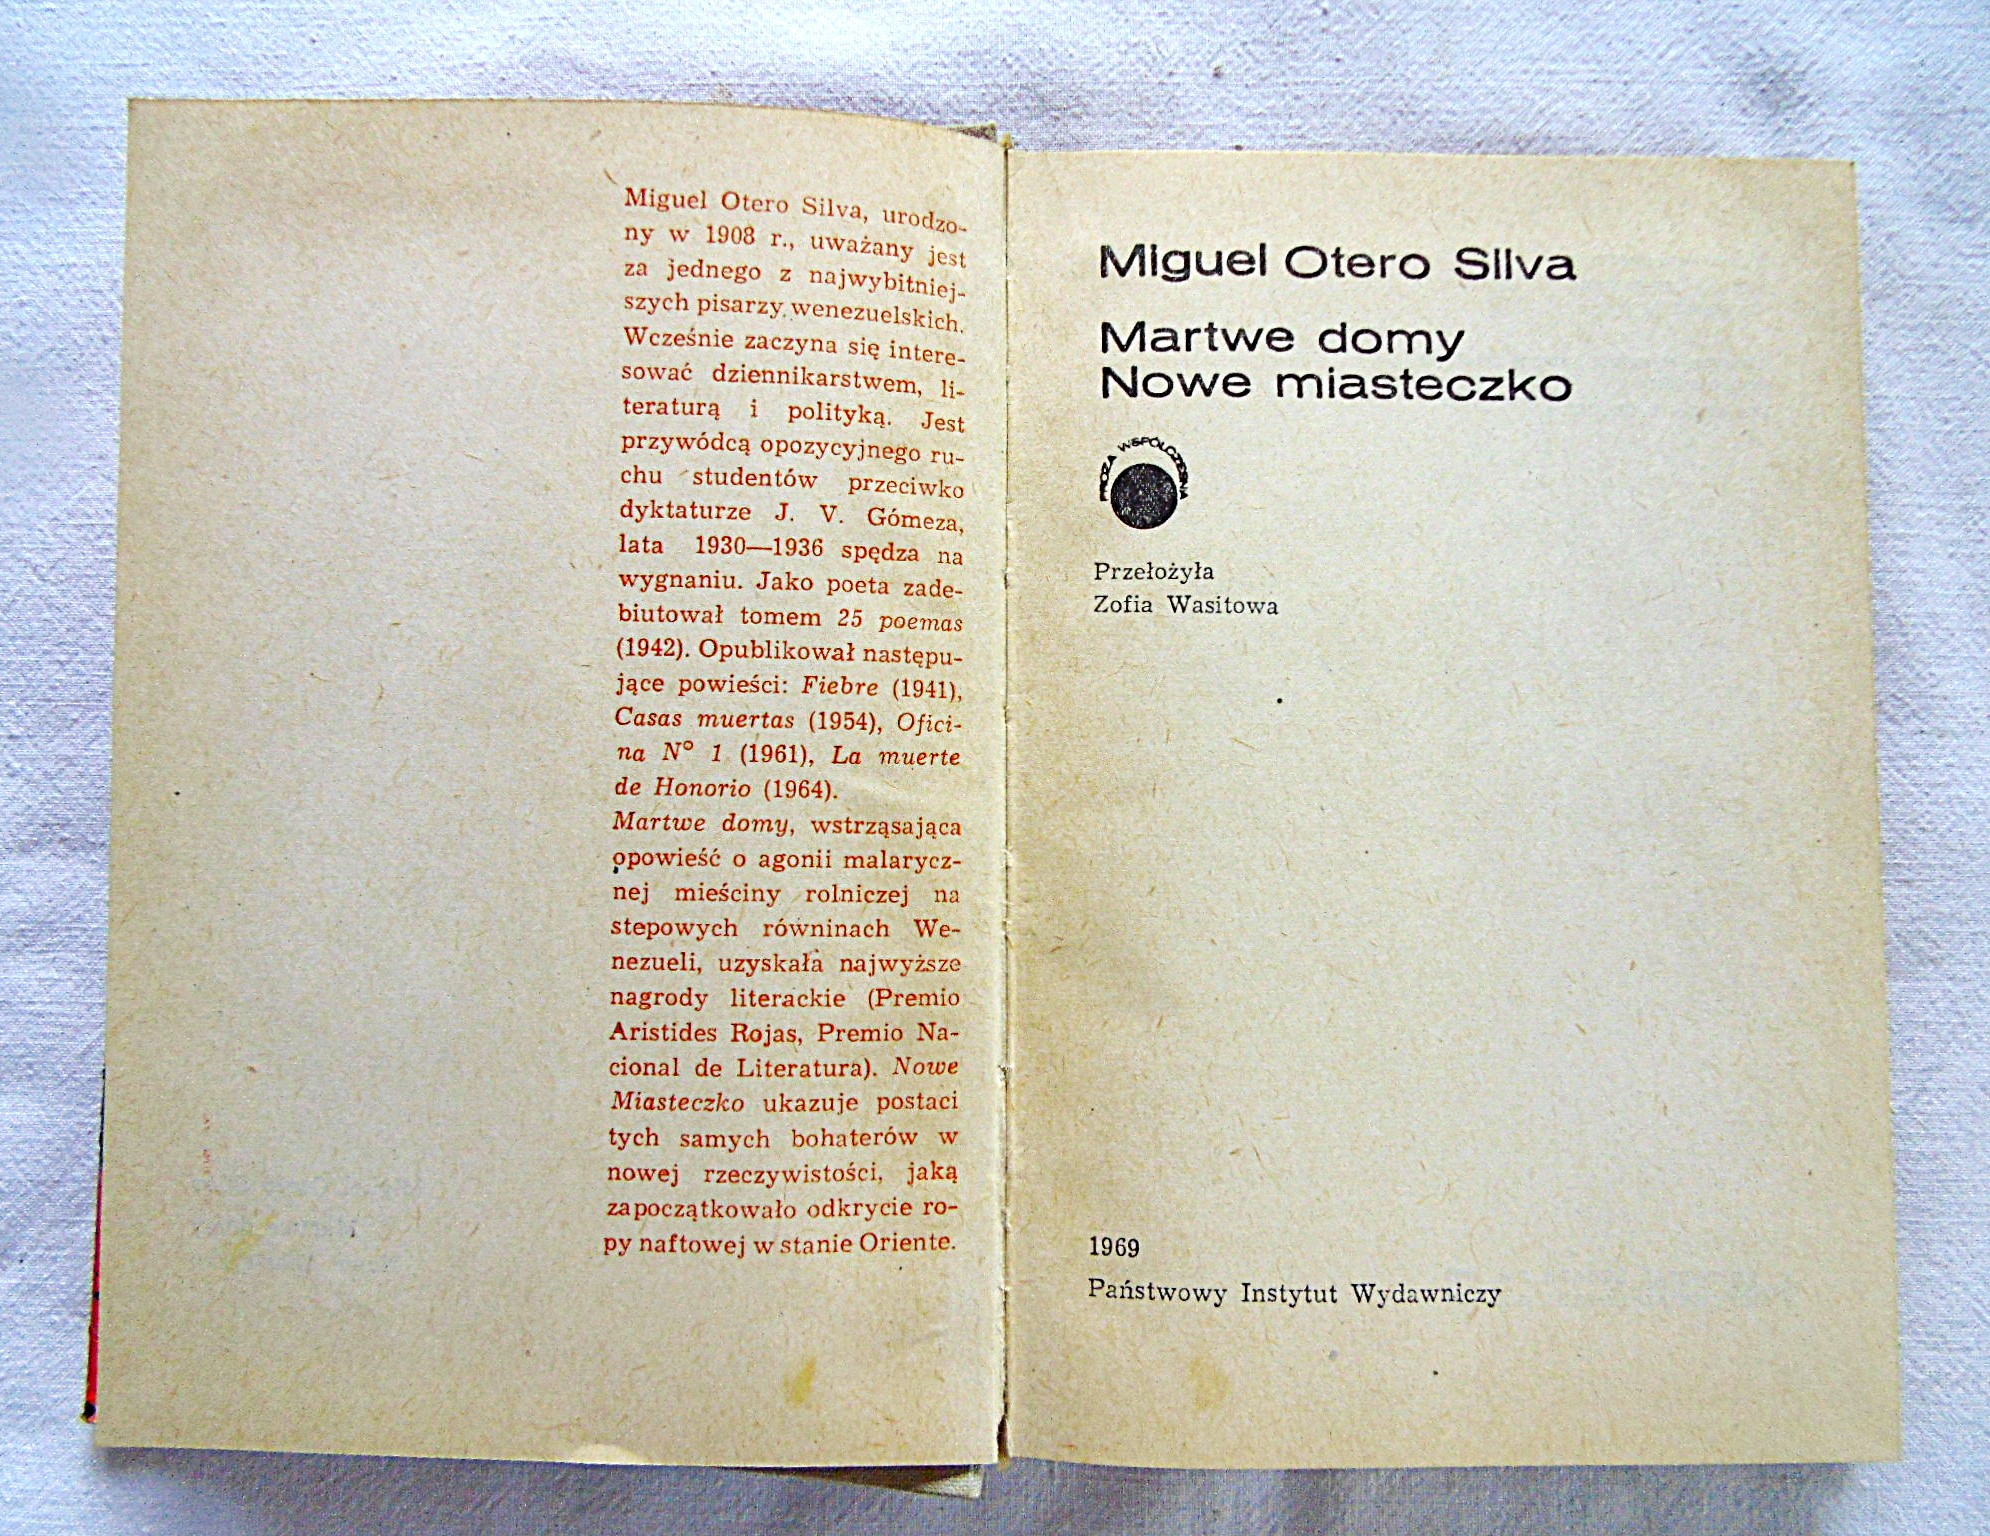 Miguel Otero Silva, urodzo-
ny w 1908 r., uważany jest
za jednego z najwybitniej-
szych pisarzy wenezuelskich.
Wcześnie zaczyna się intere-
sować dziennikarstwem, li-
teraturą i polityką. Jest
przywódcą opozycyjnego ru-
chu studentów przeciwko
dyktaturze J. V. Gómeza,
lata 1930—1936 spędza na
wygnaniu. Jako poeta zade-
biutował tomem 25 poemas
(1942). Opublikował następu-
jące powieści: Fiebre (1941),
Casas muertas (1954), Ofici-
na N° 1 (1961), La muerte
de Honorio (1964).
Martwe domy, wstrząsająca
opowieść o agonii malarycz-
nej mieściny rolniczej na
stepowych równinach We-
nezueli, uzyskała najwyższe
nagrody literackie (Premio
Aristides Rojas, Premio Na-
cional de Literatura). Nowe
Miasteczko ukazuje postaci
tych samych bohaterów w
nowej rzeczywistości, jaką
zapoczątkowało odkrycie ro-
py naftowej w stanie Oriente.
Miguel Otero Silva
Martwe domy
Nowe miasteczko
PROZA WSPÓŁCZESNA
Przełożyła
Zofia Wasitowa
1969
Państwowy Instytut Wydawniczy